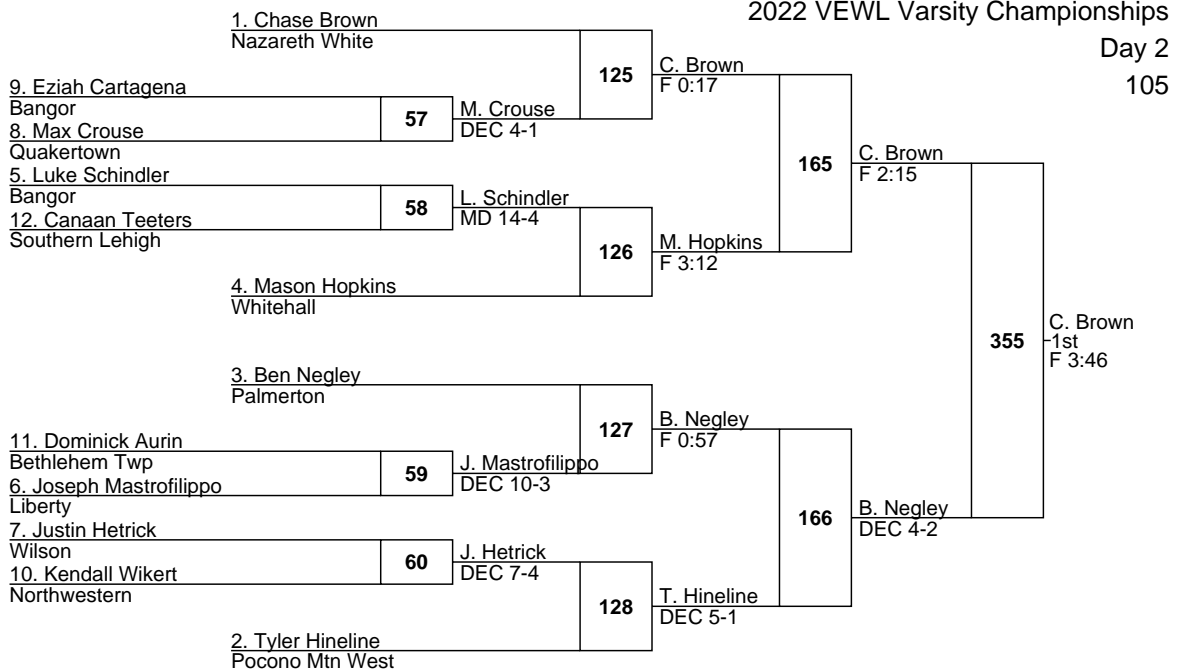 2022 VEWL Varsity Championships
Day 2
105
1. Chase Brown
Nazareth White
125
C. Brown
F 0:17
9. Eziah Cartagena
Bangor
57
M. Crouse
DEC 4-1
8. Max Crouse
Quakertown
165
C. Brown
F 2:15
5. Luke Schindler
Bangor
58
L. Schindler
MD 14-4
12. Canaan Teeters
Southern Lehigh
126
M. Hopkins
F 3:12
4. Mason Hopkins
Whitehall
355
C. Brown
1st
F 3:46
3. Ben Negley
Palmerton
127
B. Negley
F 0:57
11. Dominick Aurin
Bethlehem Twp
59
J. Mastrofilippo
DEC 10-3
6. Joseph Mastrofilippo
Liberty
166
B. Negley
DEC 4-2
7. Justin Hetrick
Wilson
60
J. Hetrick
DEC 7-4
10. Kendall Wikert
Northwestern
128
T. Hineline
DEC 5-1
2. Tyler Hineline
Pocono Mtn West